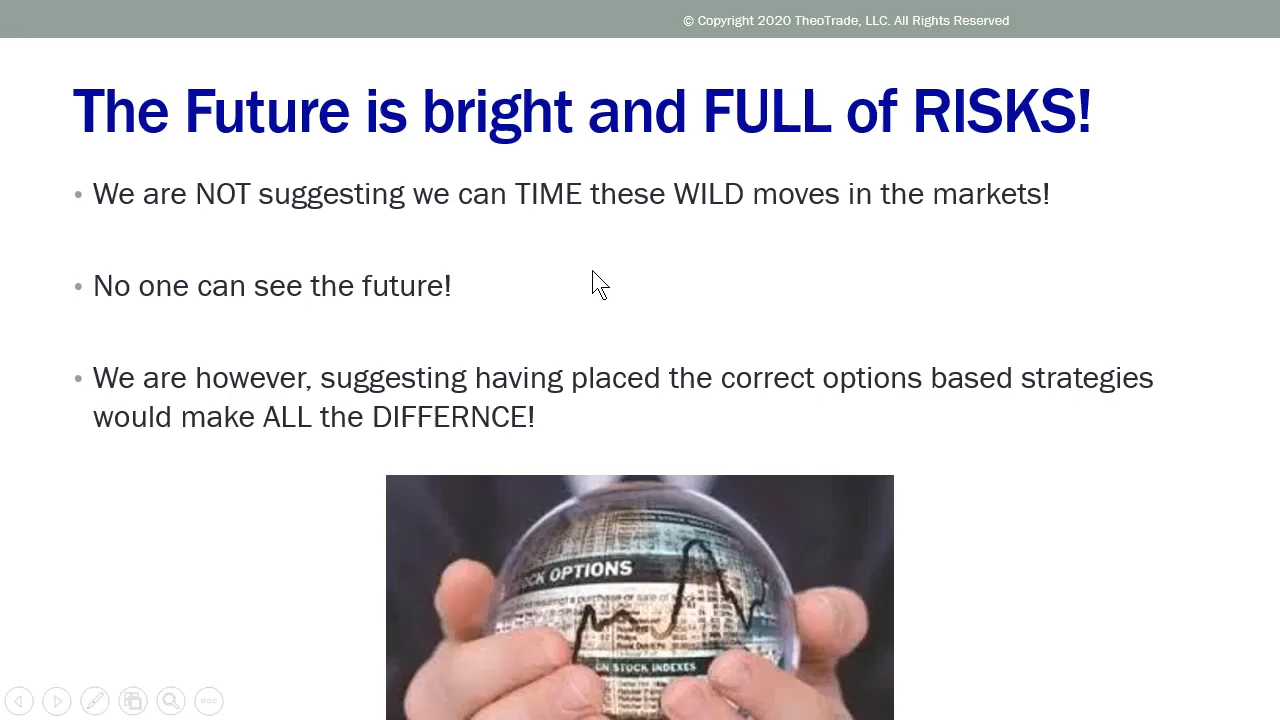 © Copyright 2020 TheoTrade, LLC. All Rights Reserved
The Future is bright and FULL of RISKS!
• We are NOT suggesting we can TIME these WILD moves in the markets!
• No one can see the future!
• We are however, suggesting having placed the correct options based strategies
would make ALL the DIFFERNCE!
OCK OPTIONS
ON STOCK INDEXES